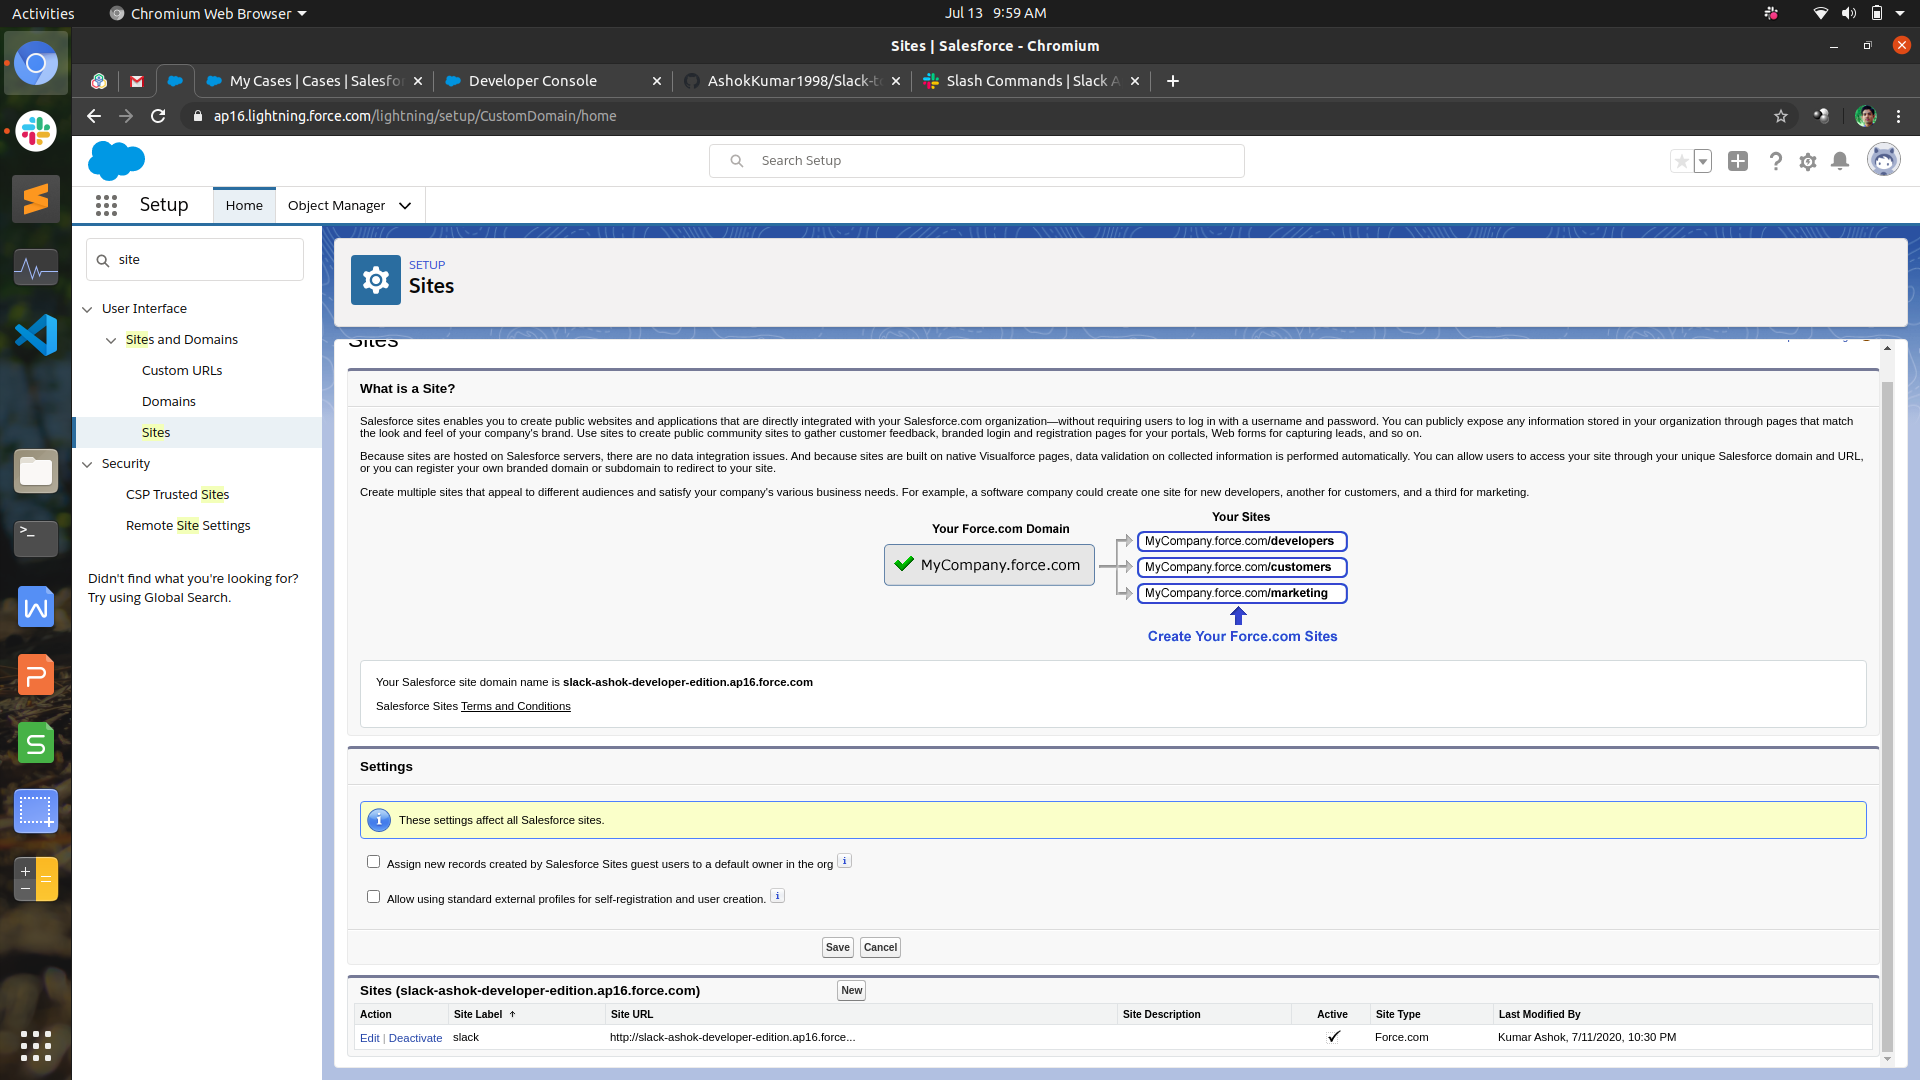 Activities
Chromium Web Browser
Jul 13 9:59 AM
Sites | Salesforce - Chromium
My Cases | Cases | Salesfo
Developer Console
AshokKumar1998/Slack-t
Slash Commands | Slack A
ap16.lightning.force.com/lightning/setup/CustomDomain/home
Search Setup
Setup
Home
Object Manager
site
User Interface
Sites and Domains
Custom URLs
Domains
Sites
Security
CSP Trusted Sites
Remote Site Settings
Didn't find what you're looking for?
Try using Global Search.
SETUP
Sites
Sites
What is a Site?
Salesforce sites enables you to create public websites and applications that are directly integrated with your Salesforce.com organization—without requiring users to log in with a username and password. You can publicly expose any information stored in your organization through pages that match
the look and feel of your company's brand. Use sites to create public community sites to gather customer feedback, branded login and registration pages for your portals, Web forms for capturing leads, and so on.
Because sites are hosted on Salesforce servers, there are no data integration issues. And because sites are built on native Visualforce pages, data validation on collected information is performed automatically. You can allow users to access your site through your unique Salesforce domain and URL,
or you can register your own branded domain or subdomain to redirect to your site.
Create multiple sites that appeal to different audiences and satisfy your company's various business needs. For example, a software company could create one site for new developers, another for customers, and a third for marketing.
Your Force.com Domain
Your Sites
MyCompany.force.com
MyCompany.force.com/developers
MyCompany.force.com/customers
MyCompany.force.com/marketing
Create Your Force.com Sites
Your Salesforce site domain name is slack-ashok-developer-edition.ap16.force.com
Salesforce Sites Terms and Conditions
Settings
These settings affect all Salesforce sites.
Assign new records created by Salesforce Sites guest users to a default owner in the org
Allow using standard external profiles for self-registration and user creation.
Save Cancel
Sites (slack-ashok-developer-edition.ap16.force.com) New
Action Site Label Site URL Site Description Active Site Type Last Modified By
Edit | Deactivate slack http://slack-ashok-developer-edition.ap16.force... Force.com Kumar Ashok, 7/11/2020, 10:30 PM